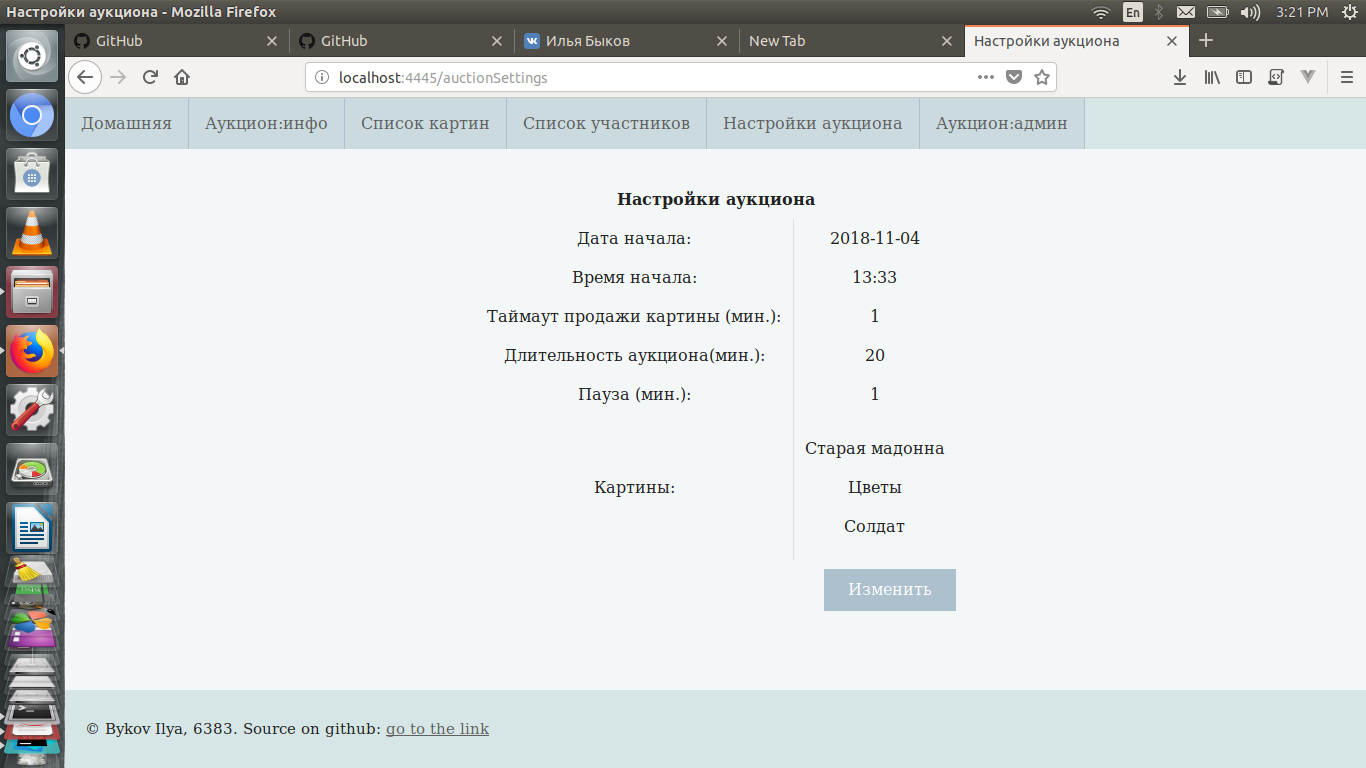 Настройки аукциона - Mozilla Firefox
En
3:21 PM
GitHub
GitHub
Илья Быков
New Tab
Настройки аукциона
localhost:4445/auctionSettings
Домашняя
Аукцион:инфо
Список картин
Список участников
Настройки аукциона
Аукцион:админ
Настройки аукциона
Дата начала: 2018-11-04
Время начала: 13:33
Таймаут продажи картины (мин.): 1
Длительность аукциона(мин.): 20
Пауза (мин.): 1
Картины:
Старая мадонна
Цветы
Солдат
Изменить
© Bykov Ilya, 6383. Source on github: go to the link